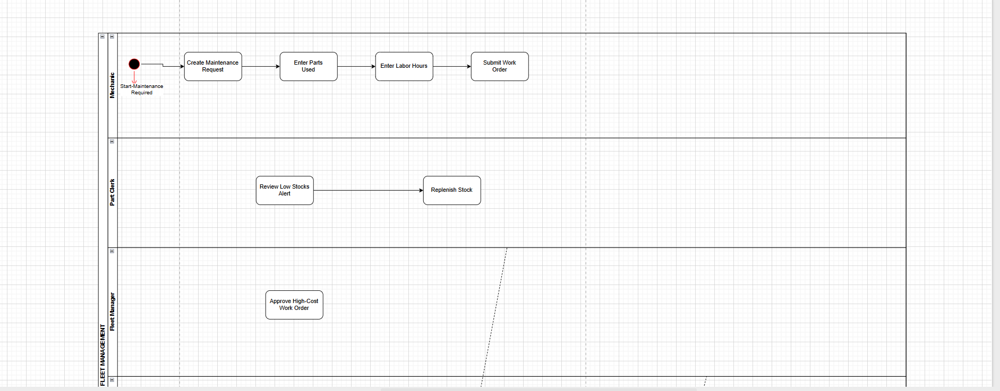 FLEET MANAGEMENT
Mechanic
Start-Maintenance
Required
Create Maintenance
Request
Enter Parts
Used
Enter Labor Hours
Submit Work
Order
Part Clerk
Review Low Stocks
Alert
Replenish Stock
Fleet Manager
Approve High-Cost
Work Order